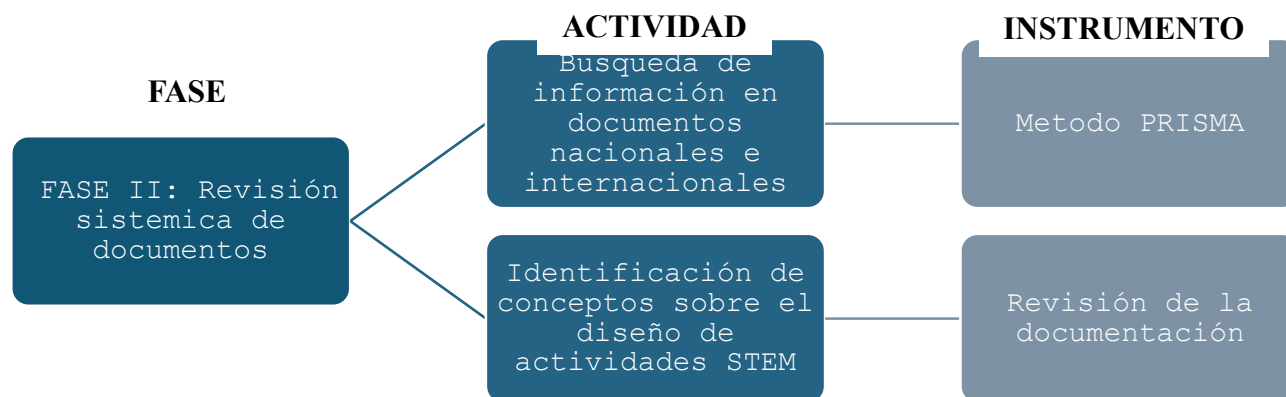 FASE
FASE II: Revisión
sistemica de
documentos
ACTIVIDAD
Busqueda de
información en
documentos
nacionales e
internacionales
Identificación de
conceptos sobre el
diseño de
actividades STEM
INSTRUMENTO
Metodo PRISMA
Revisión de la
documentación